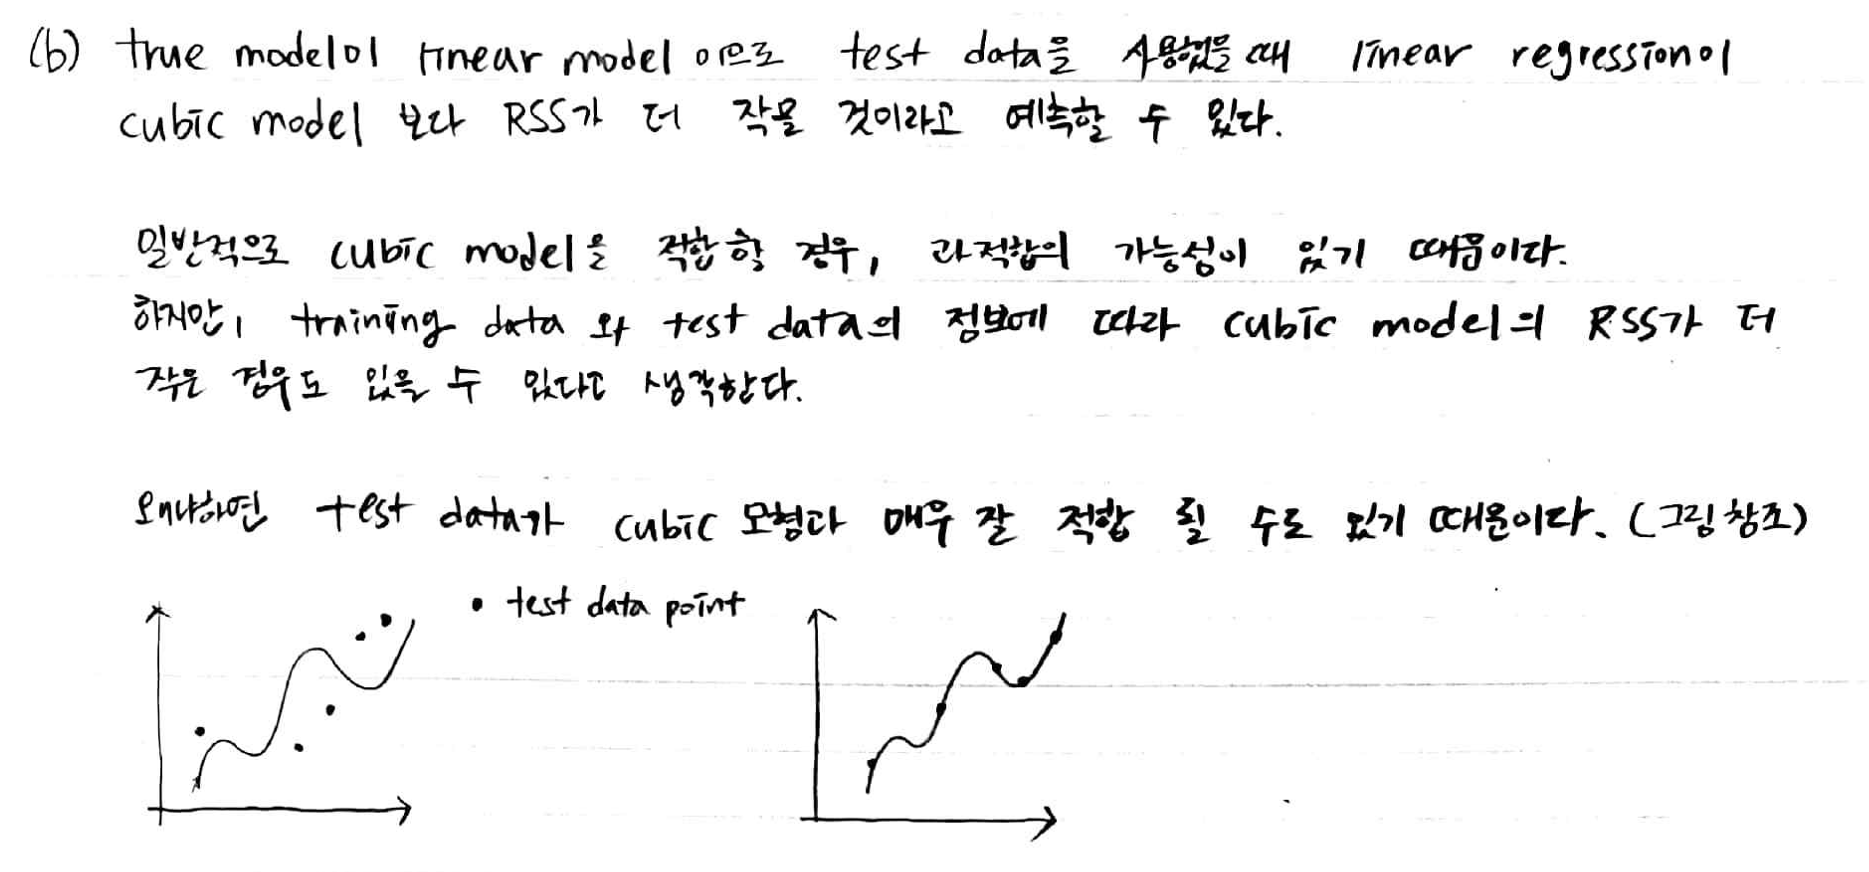 (b) true model이 linear model 이므로 test data을 사용했을 때 linear regression이
cubic model 보다 RSS가 더 작을 것이라고 예측할 수 있다.
일반적으로 cubic model을 적합 할 경우, 과적합의 가능성이 있기 때문이다.
하지만, training data 와 test data의 정보에 따라 cubic model의 RSS가 더
작은 경우도 있을 수 있다고 생각한다.
왜냐하면 test data가 cubic 모형과 매우 잘 적합 될 수도 있기 때문이다. (그림 참조)
• test data point